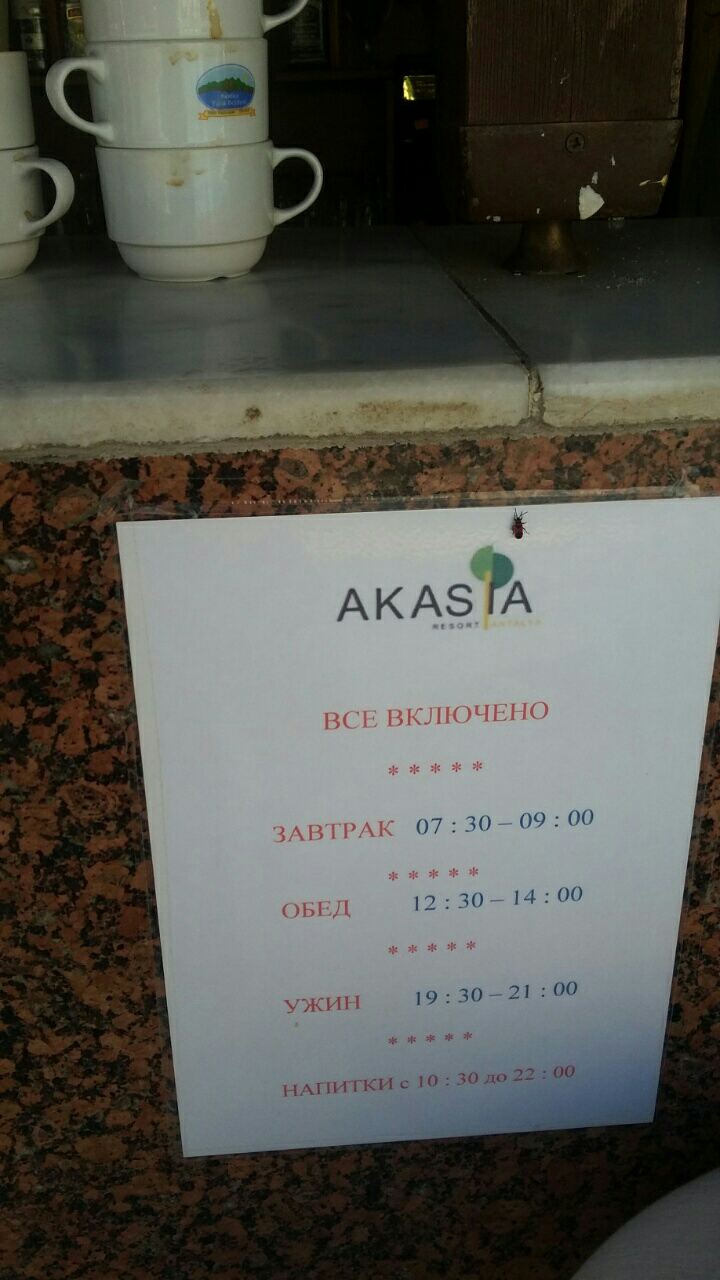 AKASIA
RESORT ANTALYA
ВСЕ ВКЛЮЧЕНО
* * * * *
ЗАВТРАК 07 : 30 – 09 : 00
* * * * *
ОБЕД 12 : 30 – 14 : 00
* * * * *
УЖИН 19 : 30 – 21 : 00
* * * * *
НАПИТКИ с 10 : 30 до 22 : 00